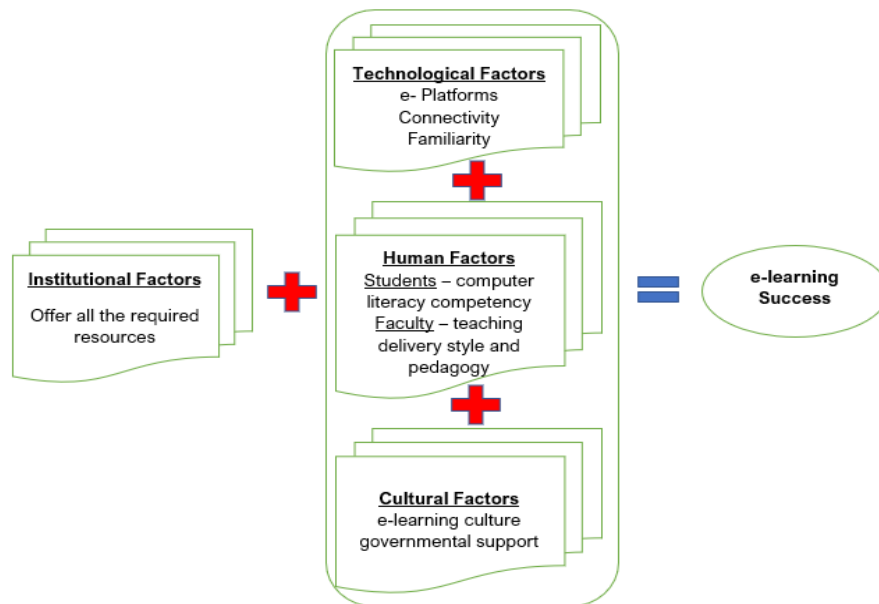 Technological Factors
e- Platforms
Connectivity
Familiarity
Institutional Factors
Offer all the required
resources
Human Factors
Students – computer
literacy competency
Faculty – teaching
delivery style and
pedagogy
e-learning
Success
Cultural Factors
e-learning culture
governmental support